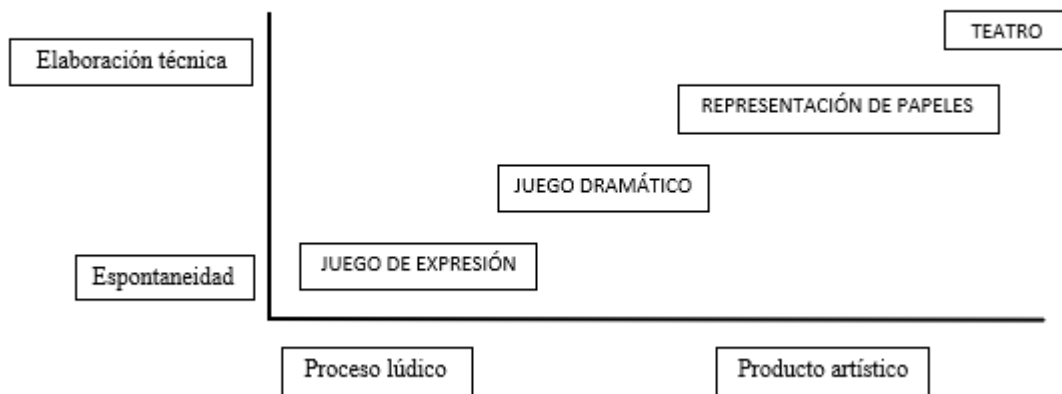 TEATRO
Elaboración técnica
REPRESENTACIÓN DE PAPELES
JUEGO DRAMÁTICO
JUEGO DE EXPRESIÓN
Espontaneidad
Proceso lúdico
Producto artístico